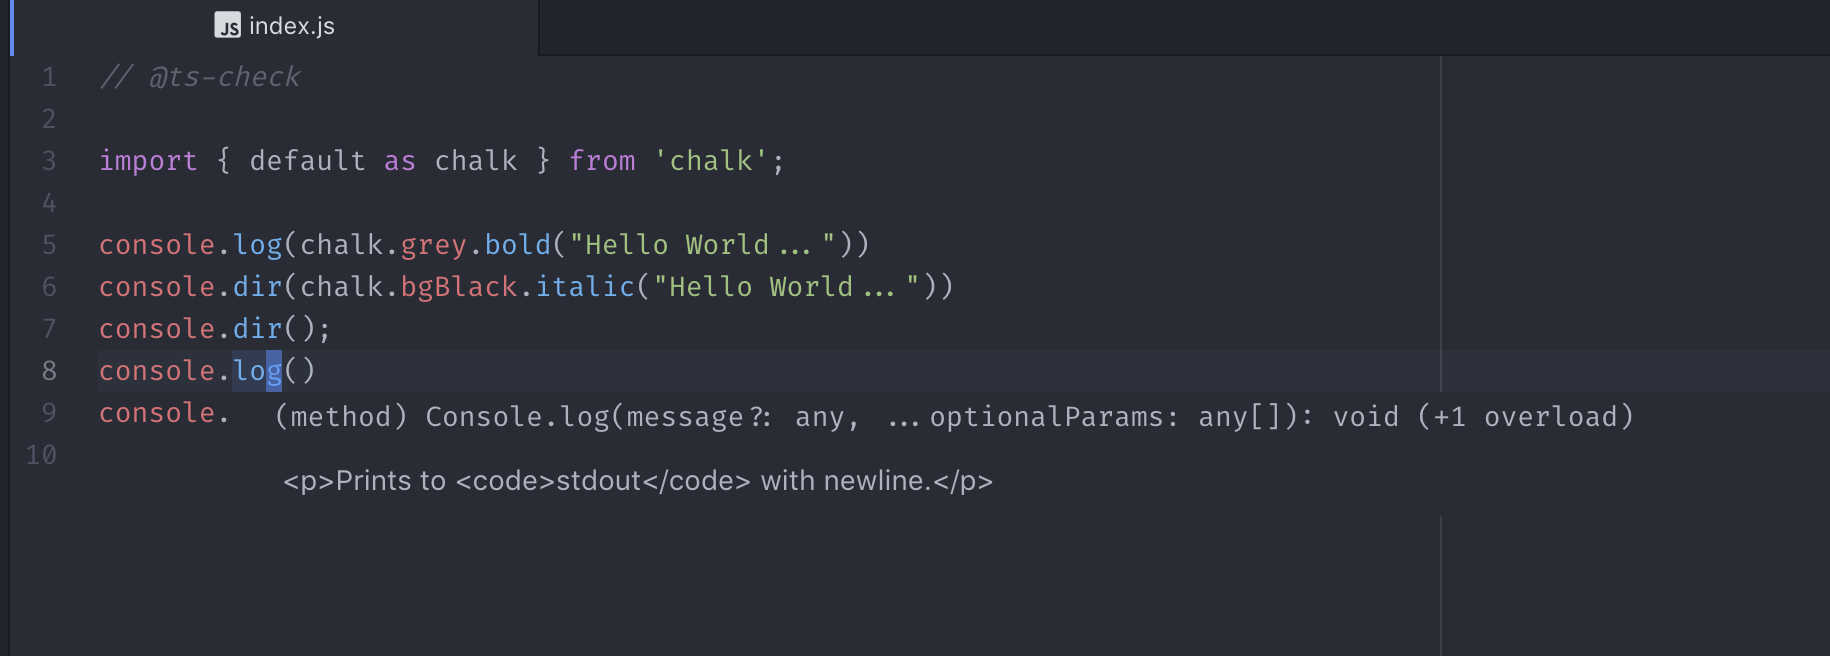 JS index.js
1 // @ts-check
2
3 import { default as chalk } from 'chalk';
4
5 console.log(chalk.grey.bold("Hello World..."))
6 console.dir(chalk.bgBlack.italic("Hello World..."))
7 console.dir();
8 console.log()
9 console. (method) Console.log(message?: any, ...optionalParams: any[]): void (+1 overload)
10
<p>Prints to <code>stdout</code> with newline.</p>